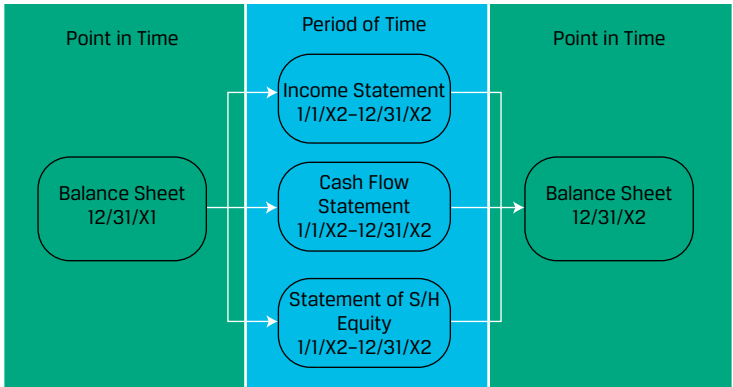 Point in Time
Period of Time
Point in Time
Balance Sheet
12/31/X1
Income Statement
1/1/X2–12/31/X2
Cash Flow
Statement
1/1/X2–12/31/X2
Statement of S/H
Equity
1/1/X2–12/31/X2
Balance Sheet
12/31/X2